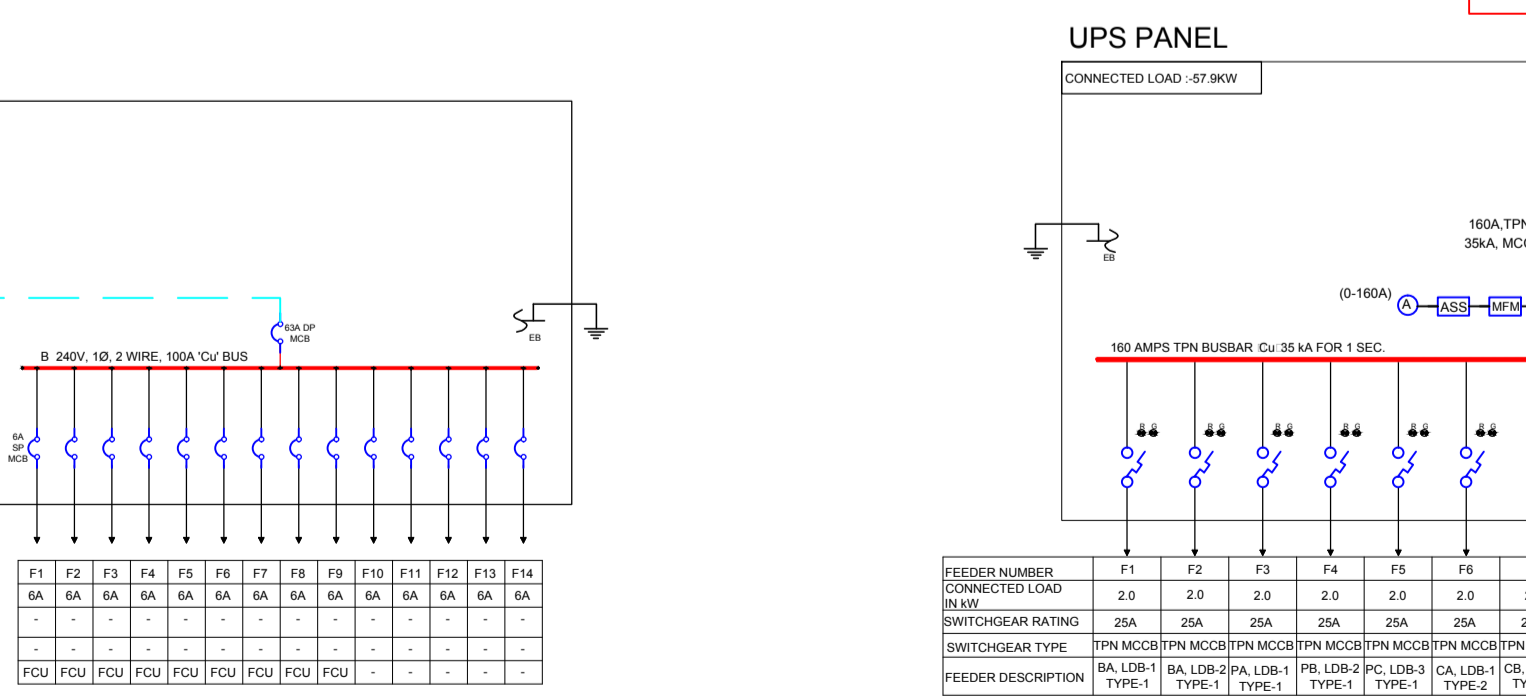 UPS PANEL
CONNECTED LOAD :-57.9KW
160A,TPN
35kA, MCC
EB
(0-160A)
A
ASS
MFM
63A DP
MCB
EB
B 240V, 1Ø, 2 WIRE, 100A 'Cu' BUS
160 AMPS TPN BUSBAR Cu 35 kA FOR 1 SEC.
6A
SP
MCB
R G R G R G R G R G R G
F1 F2 F3 F4 F5 F6 F7 F8 F9 F10 F11 F12 F13 F14
6A 6A 6A 6A 6A 6A 6A 6A 6A 6A 6A 6A 6A 6A
- - - - - - - - - - - - - -
- - - - - - - - - - - - - -
FCU FCU FCU FCU FCU FCU FCU FCU FCU - - - - -
FEEDER NUMBER F1 F2 F3 F4 F5 F6
CONNECTED LOAD
IN kW 2.0 2.0 2.0 2.0 2.0 2.0
SWITCHGEAR RATING 25A 25A 25A 25A 25A 25A 2
SWITCHGEAR TYPE TPN MCCB TPN MCCB TPN MCCB TPN MCCB TPN MCCB TPN MCCB TPN
FEEDER DESCRIPTION BA, LDB-1 BA, LDB-2 PA, LDB-1 PB, LDB-2 PC, LDB-3 CA, LDB-1 CB,
TYPE-1 TYPE-1 TYPE-1 TYPE-1 TYPE-1 TYPE-2 TY